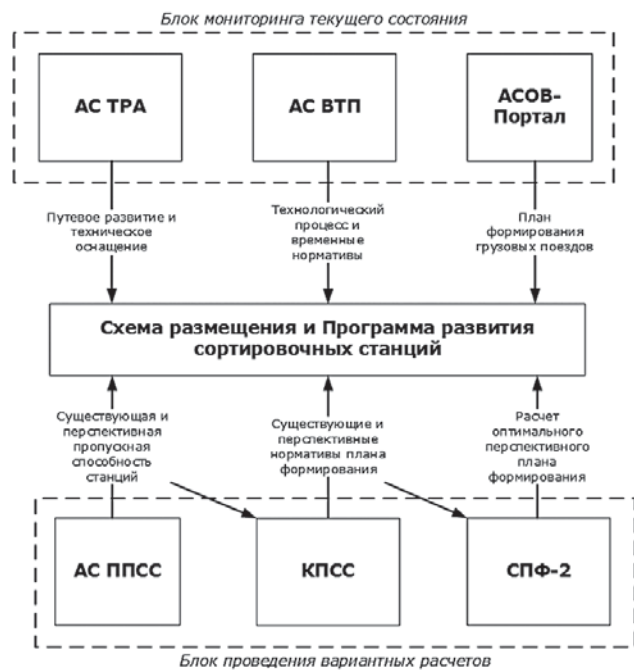 Блок мониторинга текущего состояния
АС ТРА
АС ВТП
АСОВ-
Портал
Путевое развитие и
техническое
оснащение
Технологический
процесс и
временные
нормативы
План
формирования
грузовых поездов
Схема размещения и Программа развития
сортировочных станций
Существующая и
перспективная
пропускная
способность
станций
Существующие и
перспективные
нормативы плана
формирования
Расчет
оптимального
перспективного
плана
формирования
АС ППСС
КПСС
СПФ-2
Блок проведения вариантных расчетов